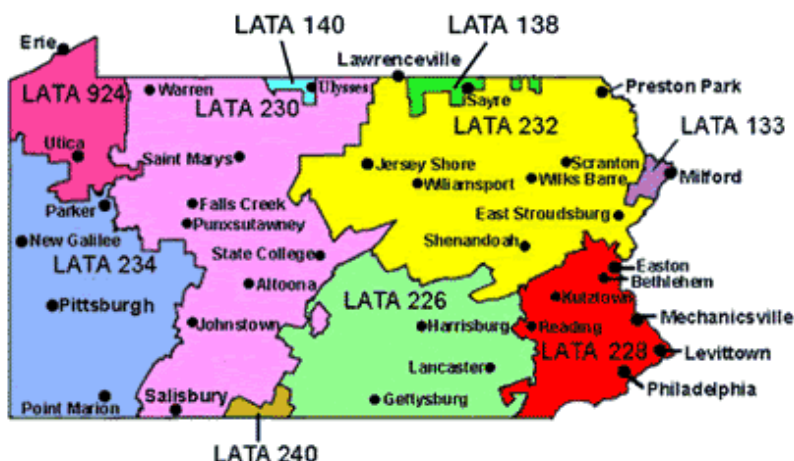 LATA 140
LATA 138
Erie
Lawrenceville
LATA 924
Warren
Ulysses
Preston Park
LATA 230
Sayre
LATA 232
LATA 133
Utica
Saint Marys
Jersey Shore
Scranton
Williamsport
Wilks Barre
Milford
Parker
Falls Creek
Punxsutawney
East Stroudsburg
New Galilee
State College
Shenandoah
LATA 234
Easton
Bethlehem
Altoona
LATA 226
Kutztown
Pittsburgh
Johnstown
Harrisburg
Reading
Mechanicsville
LATA 228
Levittown
Lancaster
Philadelphia
Point Marion
Salisbury
Gettysburg
LATA 240